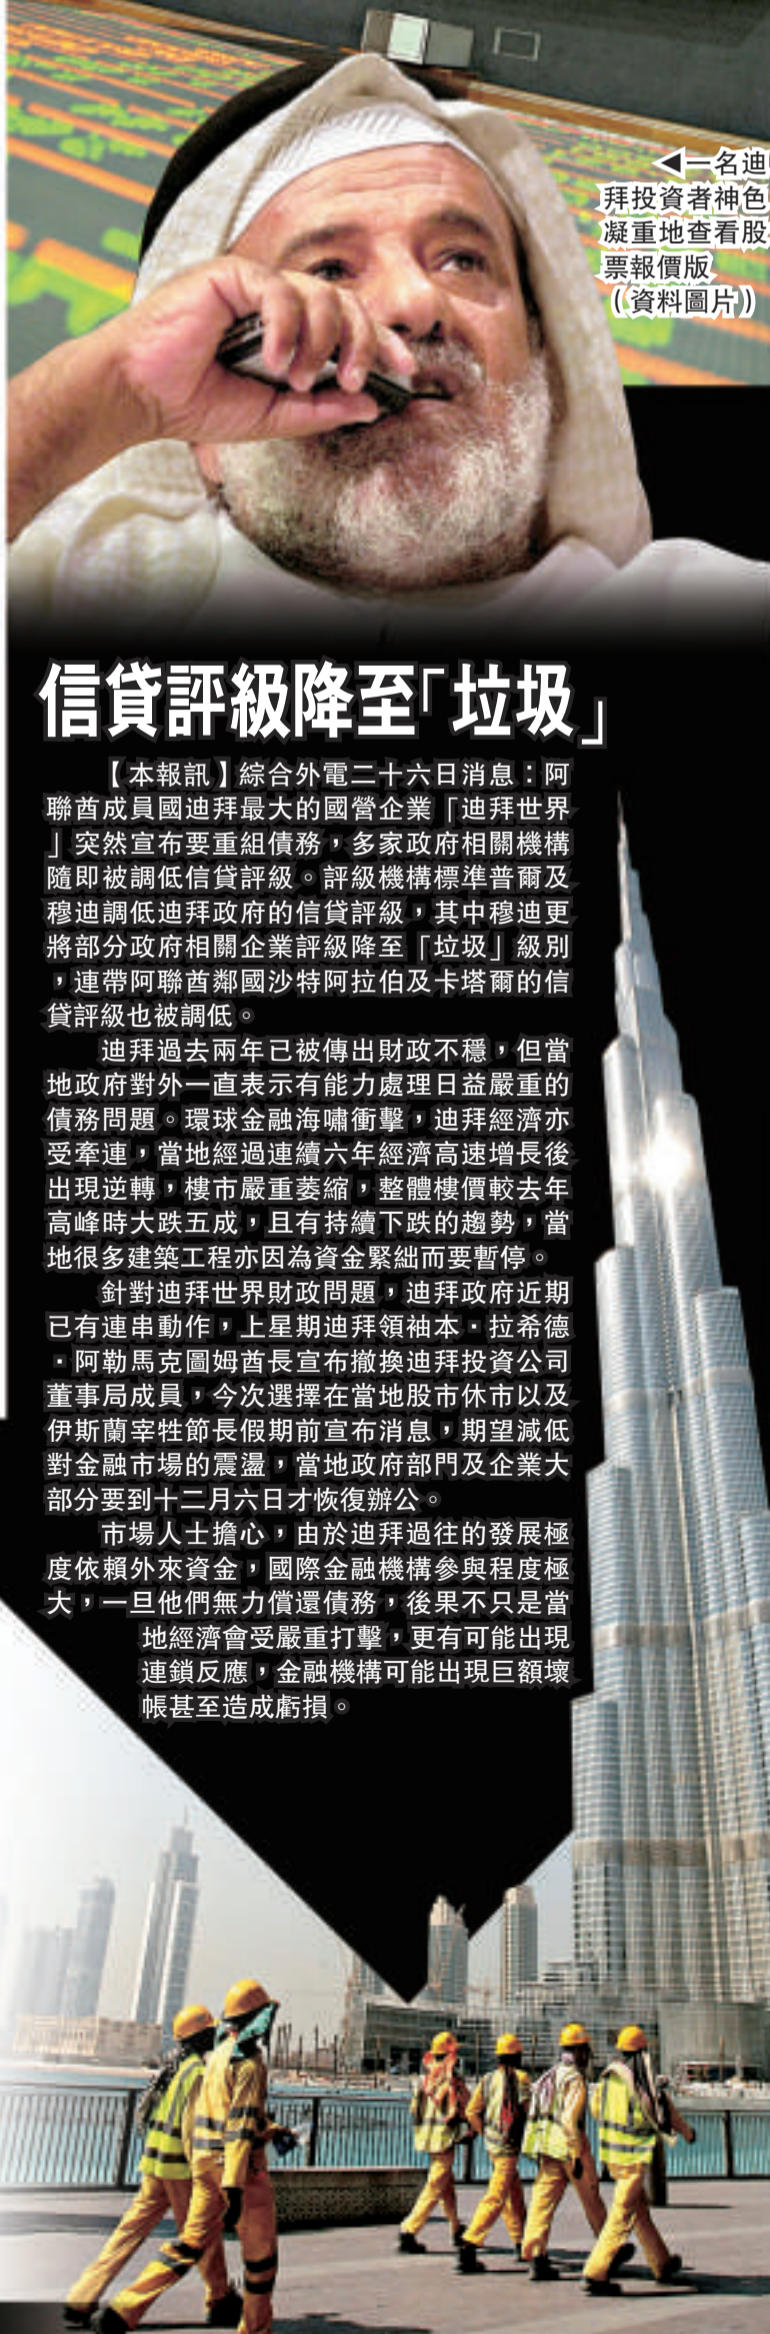 ◀一名迪
拜投資者神色
凝重地查看股
票報價版
（資料圖片）
信貸評級降至「垃圾」
【本報訊】綜合外電二十六日消息：阿
聯酋成員國迪拜最大的國營企業「迪拜世界
」突然宣布要重組債務，多家政府相關機構
隨即被調低信貸評級。評級機構標準普爾及
穆迪調低迪拜政府的信貸評級，其中穆迪更
將部分政府相關企業評級降至「垃圾」級別
，連帶阿聯酋鄰國沙特阿拉伯及卡塔爾的信
貸評級也被調低。
迪拜過去兩年已被傳出財政不穩，但當
地政府對外一直表示有能力處理日益嚴重的
債務問題。環球金融海嘯衝擊，迪拜經濟亦
受牽連，當地經過連續六年經濟高速增長後
出現逆轉，樓市嚴重萎縮，整體樓價較去年
高峰時大跌五成，且有持續下跌的趨勢，當
地很多建築工程亦因為資金緊絀而要暫停。
針對迪拜世界財政問題，迪拜政府近期
已有連串動作，上星期迪拜領袖本·拉希德
·阿勒馬克圖姆酋長宣布撤換迪拜投資公司
董事局成員，今次選擇在當地股市休市以及
伊斯蘭宰牲節長假期前宣布消息，期望減低
對金融市場的震盪，當地政府部門及企業大
部分要到十二月六日才恢復辦公。
市場人士擔心，由於迪拜過往的發展極
度依賴外來資金，國際金融機構參與程度極
大，一旦他們無力償還債務，後果不只是當
地經濟會受嚴重打擊，更有可能出現
連鎖反應，金融機構可能出現巨額壞
帳甚至造成虧損。